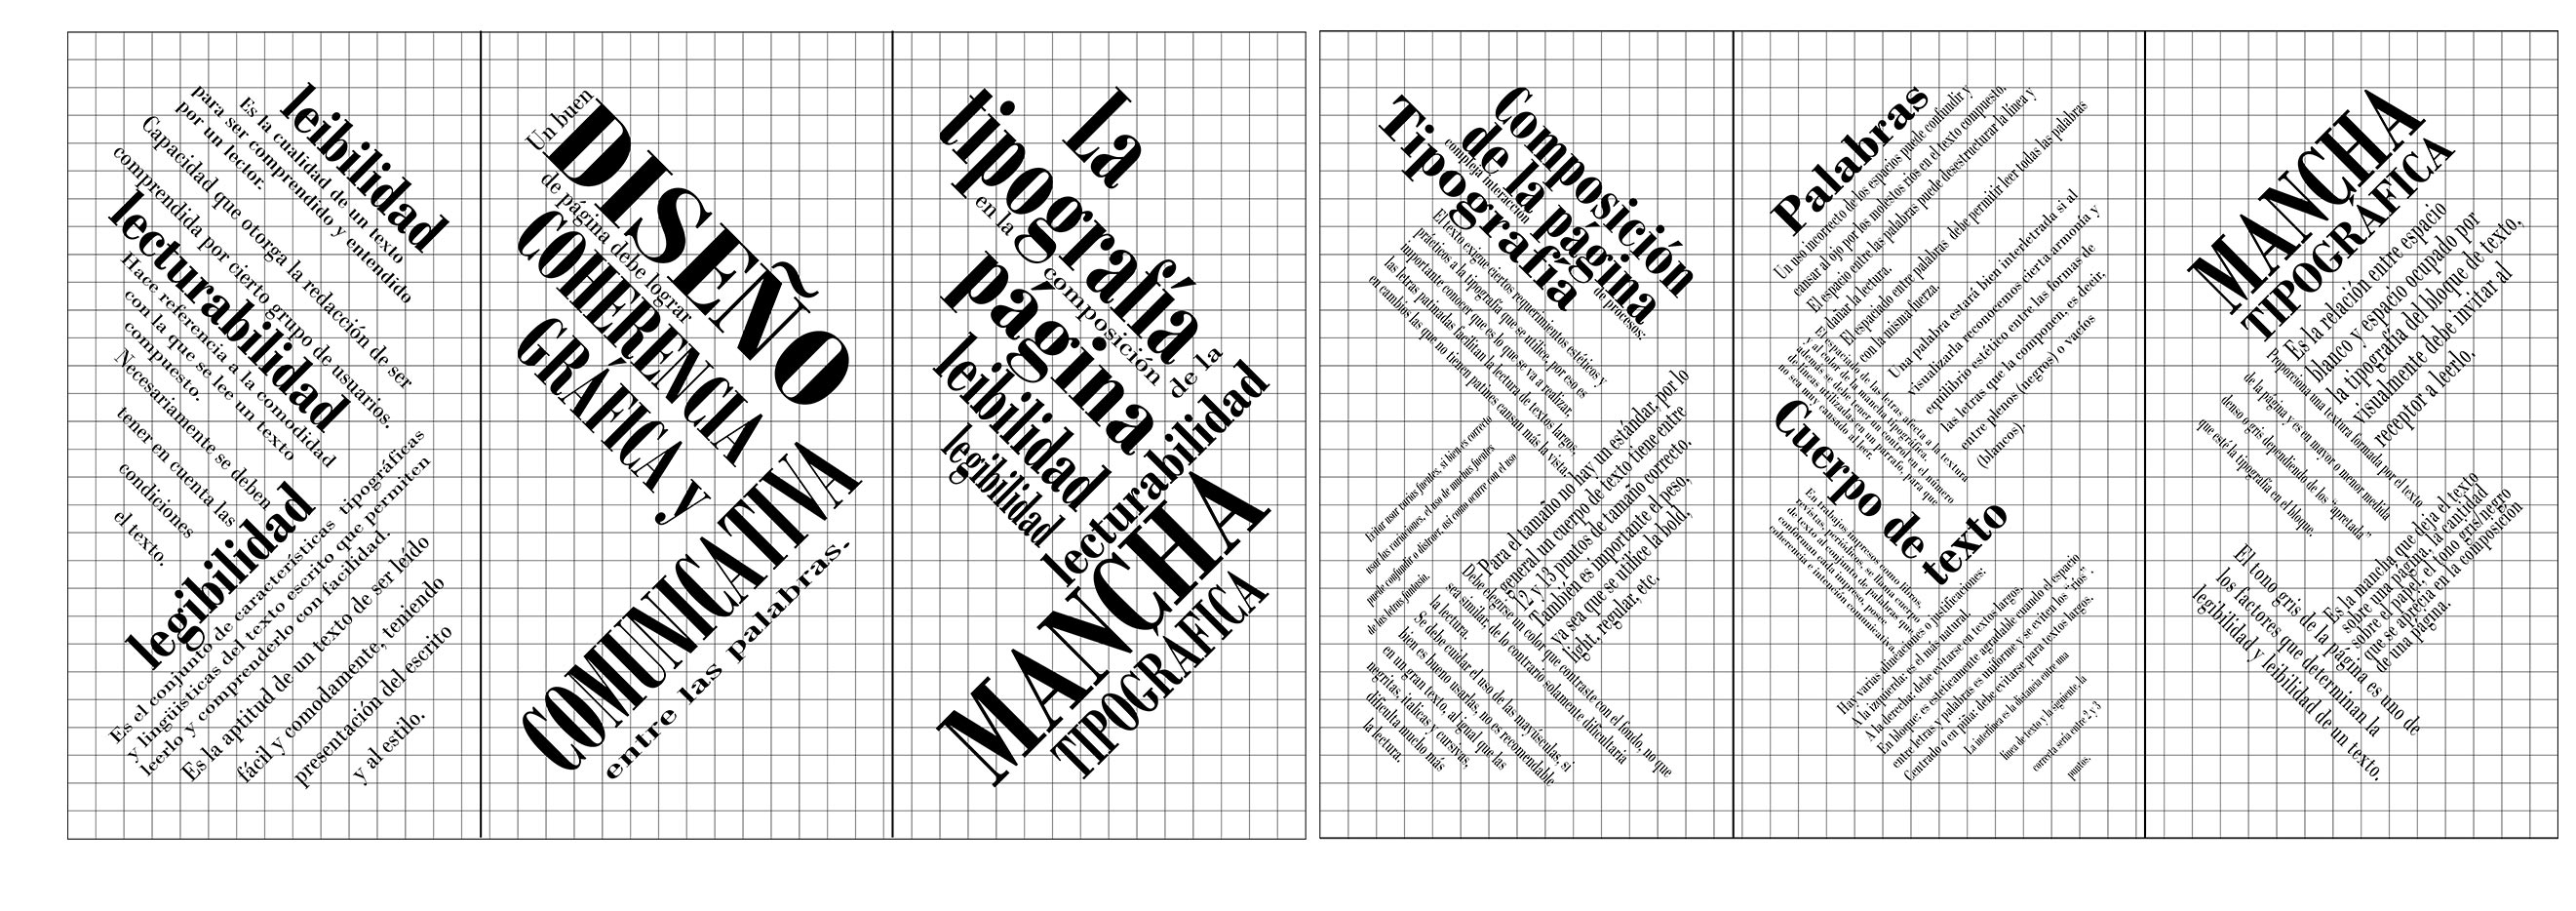 leibilidad
Es la cualidad de un texto
para ser comprendido y entendido
por un lector.
Capacidad que otorga la redacción de ser
comprendida por cierto grupo de usuarios.
lecturabilidad
Hace referencia a la comodidad
con la que se lee un texto
compuesto.
Necesariamente se deben
tener en cuenta las
condiciones
el texto.
legibilidad
Es el conjunto de características tipográficas
y lingüísticas del texto escrito que permiten
leerlo y comprenderlo con facilidad.
Es la aptitud de un texto de ser leído
fácil y comodamente, teniendo
presentación del escrito
y al estilo.
Un buen
DISEÑO
de página debe lograr
COHERENCIA
GRÁFICA y
COMUNICATIVA
entre las palabras.
La
tipografía
en la
composición de la
página
leibilidad
legibilidad
lecturabilidad
MANCHA
TIPOGRÁFICA
Composición
de la página
compleja interacción
de procesos:
Tipografía
El texto exige ciertos requerimientos estéticos y
prácticos a la tipografía que se utilice, por eso es
importante conocer que es lo que se va a realizar,
las letras patinadas facilitan la lectura de textos largos,
en cambios las que no tienen patines cansan más la vista.
Evitar usar varias fuentes, si bien es correcto
usar las variaciones, el uso de muchas fuentes
puede confundir o distraer, así como ocurre con el uso
de las letras fantasía.
Para el tamaño no hay un estándar, por lo
general un cuerpo de texto tiene entre
12 y 13 puntos de tamaño correcto.
También es importante el peso,
ya sea que se utilice la bold,
light, regular, etc.
Debe elegirse un color que contraste con el fondo, no que
sea similar, de lo contrario solamente dificultaría
la lectura.
Se debe cuidar el uso de las mayúsculas, si
bien es bueno usarlas, no es recomendable
en un gran texto, al igual que las
negritas, italicas y cursivas,
dificulta mucho más
la lectura.
Palabras
Un uso incorrecto de los espacios puede confundir y
cansar al ojo por los molestos ríos en el texto compuesto.
El espacio entre las palabras puede desestructurar la línea y
dañar la lectura.
El espaciado entre palabras debe permitir leer todas las palabras
con la misma fuerza.
Una palabra estará bien interletrada si al
visualizarla reconocemos cierta armonía y
equilibrio estético entre las formas de
las letras que la componen, es decir,
entre plenos (negros) o vacíos
(blancos).
El espaciado de las letras afecta a la textura
y al color de la mancha tipográfica.
además se debe tener un control en el número
de líneas utilizadas en un párrafo, para que
no sea muy cansado al leer.
Cuerpo de
texto
En trabajos impresos como libros,
revistas, periódicos, se llama cuerpo
de texto al conjunto de palabras que
conforman cada impreso, posee
coherencia e intención comunicativa.
Hay varias alineaciones o justificaciones:
A la izquierda: es el más natural.
A la derecha: debe evitarse en textos largos.
En bloque: es estéticamente agradable cuando el espacio
entre letras y palabras es uniforme y se eviten los "ríos".
Centrado o en piña: debe evitarse para textos largos.
La interlínea es la distancia entre una
línea de texto y la siguiente, la
correcta sería entre 2 y 3
puntos.
MANCHA
TIPOGRÁFICA
Es la relación entre espacio
blanco y espacio ocupado por
la tipografía del bloque de texto,
visualmente debe invitar al
receptor a leerlo.
Proporciona una textura formada por el texto
de la página y es en mayor o menor medida
denso o gris dependiendo de los "apretada"
que está la tipografía en el bloque.
Es la mancha que deja el texto
sobre una página, la cantidad
sobre el papel, el tono gris/negro
que se aprecia en la composición
de una página.
El tono gris de la página es uno de
los factores que determinan la
legibilidad y leibilidad de un texto.